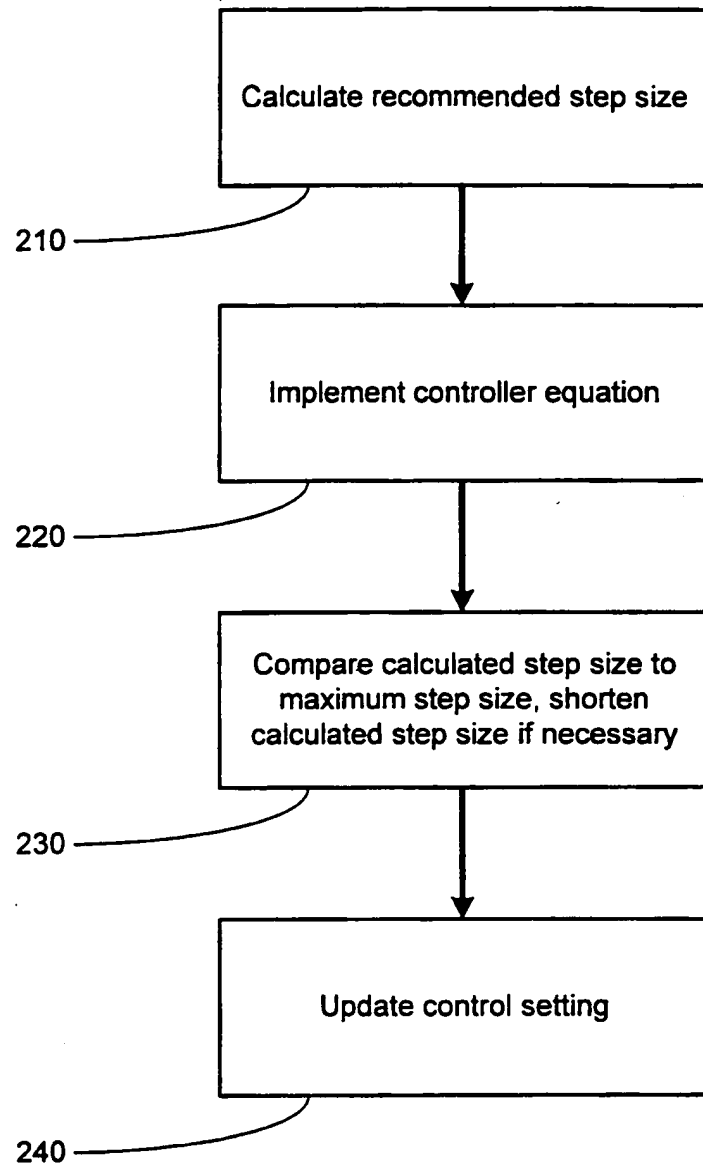 Calculate recommended step size
210
Implement controller equation
220
Compare calculated step size to
maximum step size, shorten
calculated step size if necessary
230
Update control setting
240